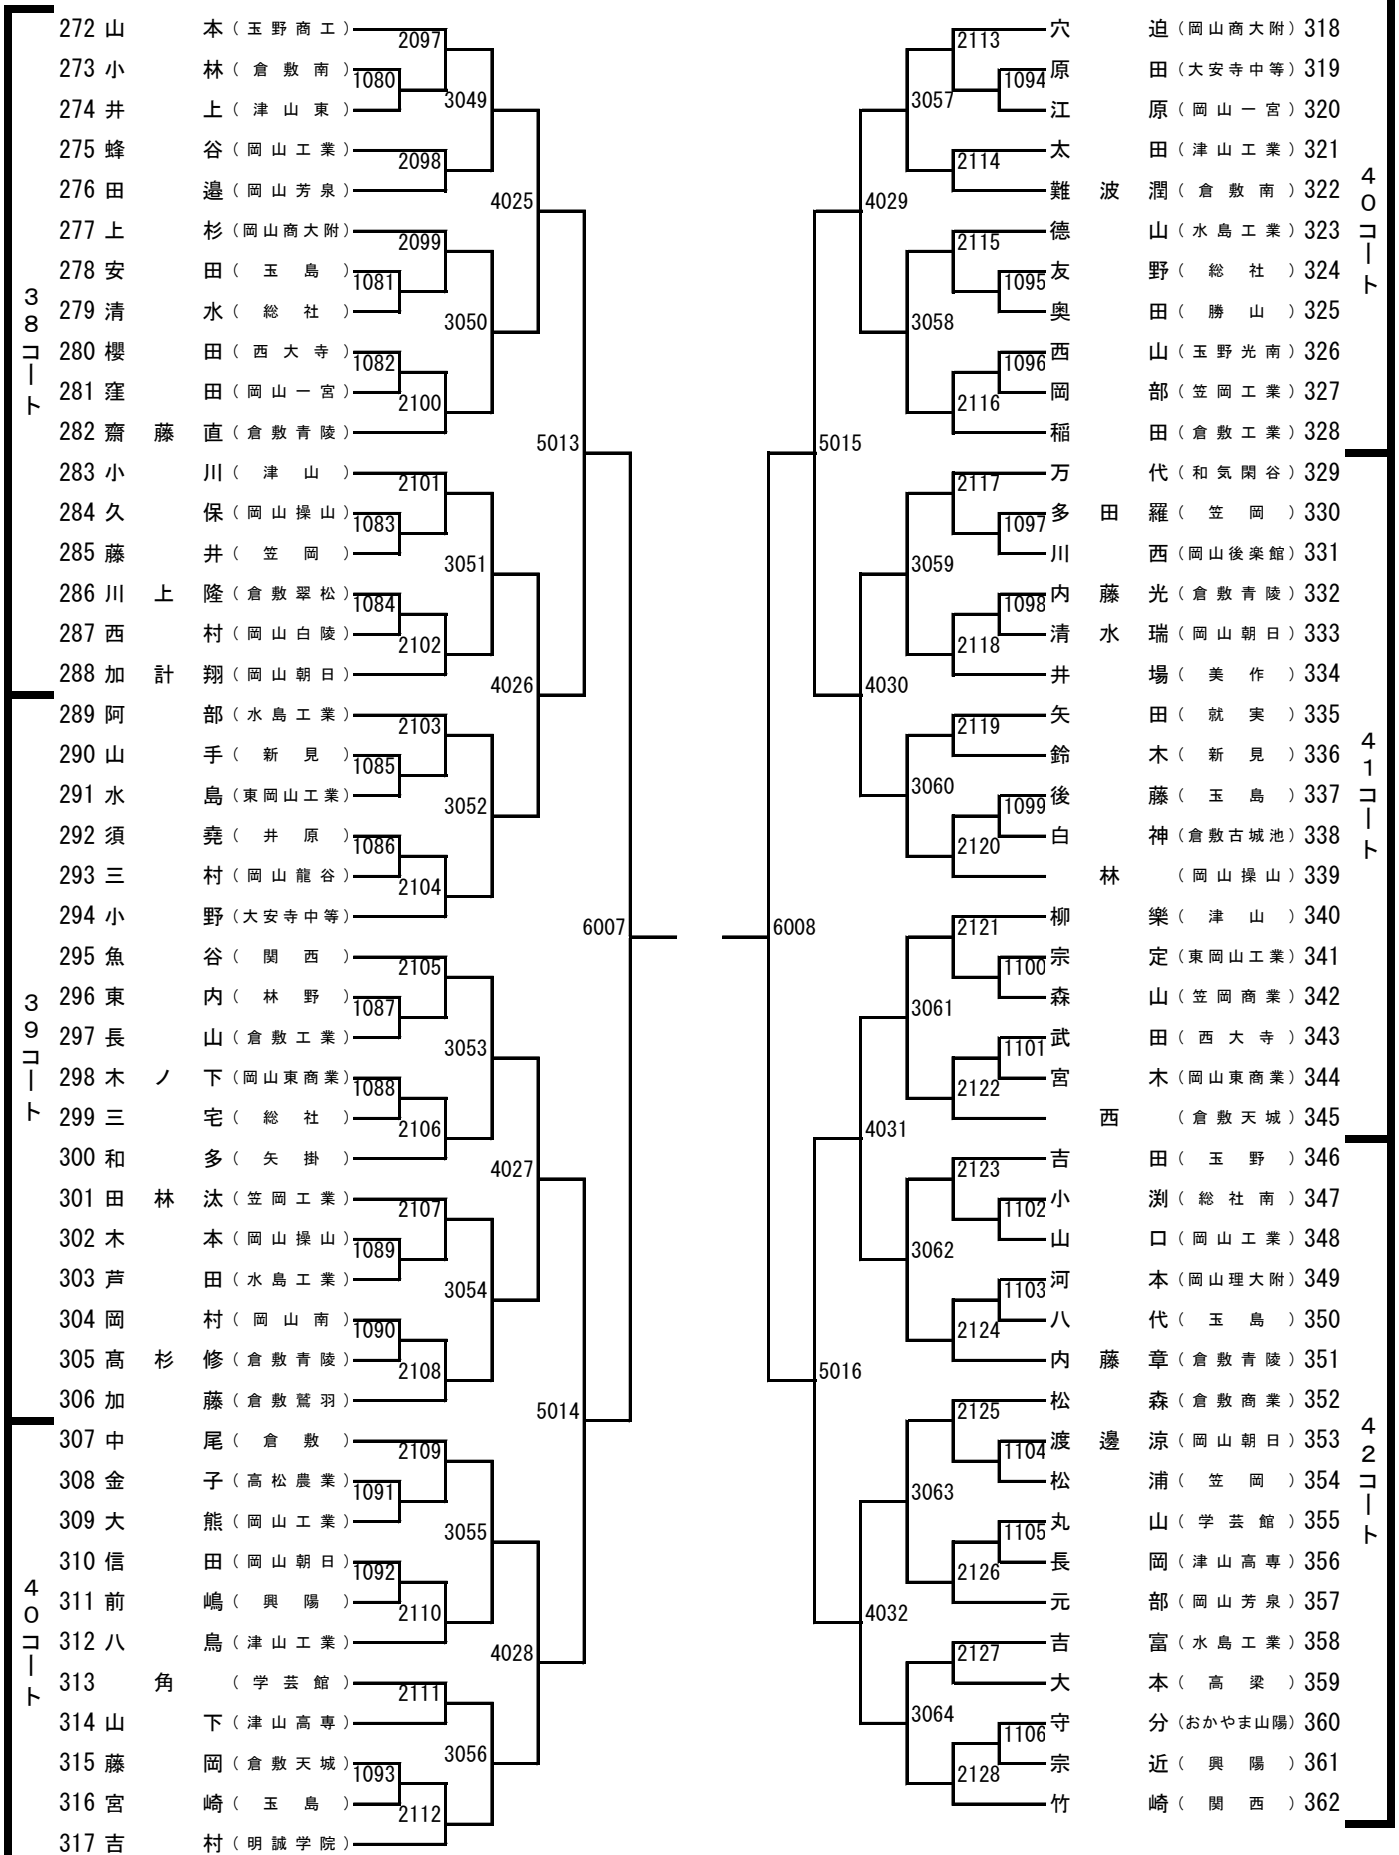 38コート
272 山本 (玉野商工)
273 小林 (倉敷南)
274 井上 (津山東)
275 蜂谷 (岡山工業)
276 田邉 (岡山芳泉)
277 上杉 (岡山商大附)
278 安田 (玉島)
279 清水 (総社)
280 櫻田 (西大寺)
281 窪田 (岡山一宮)
282 齋藤直 (倉敷青陵)
283 小川 (津山)
284 久保 (岡山操山)
285 藤井 (笠岡)
286 川上隆 (倉敷翠松)
287 西村 (岡山白陵)
288 加計翔 (岡山朝日)
39コート
289 阿部 (水島工業)
290 山手 (新見)
291 水島 (東岡山工業)
292 須堯 (井原)
293 三村 (岡山龍谷)
294 小野 (大安寺中等)
295 魚谷 (関西)
296 東内 (林野)
297 長山 (倉敷工業)
298 木ノ下 (岡山東商業)
299 三宅 (総社)
300 和多 (矢掛)
301 田林汰 (笠岡工業)
302 木本 (岡山操山)
303 芦田 (水島工業)
304 岡村 (岡山南)
305 髙杉修 (倉敷青陵)
306 加藤 (倉敷鷲羽)
40コート
307 中尾 (倉敷)
308 金子 (高松農業)
309 大熊 (岡山工業)
310 信田 (岡山朝日)
311 前嶋 (興陽)
312 八鳥 (津山工業)
313 角 (学芸館)
314 山下 (津山高専)
315 藤岡 (倉敷天城)
316 宮崎 (玉島)
317 吉村 (明誠学院)
1080
1081
1082
1083
1084
1085
1086
1087
1088
1089
1090
1091
1092
1093
2097
2098
2099
2100
2101
2102
2103
2104
2105
2106
2107
2108
2109
2110
2111
2112
3049
3050
3051
3052
3053
3054
3055
3056
4025
4026
4027
4028
5013
5014
6007
6008
5015
5016
4029
4030
4031
4032
3057
3058
3059
3060
3061
3062
3063
3064
2113
2114
2115
2116
2117
2118
2119
2120
2121
2122
2123
2124
2125
2126
2127
2128
1094
1095
1096
1097
1098
1099
1100
1101
1102
1103
1104
1105
1106
40コート
穴迫 (岡山商大附) 318
原田 (大安寺中等) 319
江原 (岡山一宮) 320
太田 (津山工業) 321
難波潤 (倉敷南) 322
德山 (水島工業) 323
友野 (総社) 324
奥田 (勝山) 325
西山 (玉野光南) 326
岡部 (笠岡工業) 327
稲田 (倉敷工業) 328
41コート
万代 (和気閑谷) 329
多田羅 (笠岡) 330
川西 (岡山後楽館) 331
内藤光 (倉敷青陵) 332
清水瑞 (岡山朝日) 333
井場 (美作) 334
矢田 (就実) 335
鈴木 (新見) 336
後藤 (玉島) 337
白神 (倉敷古城池) 338
林 (岡山操山) 339
柳樂 (津山) 340
宗定 (東岡山工業) 341
森山 (笠岡商業) 342
武田 (西大寺) 343
宮木 (岡山東商業) 344
西 (倉敷天城) 345
42コート
吉田 (玉野) 346
小渕 (総社南) 347
山口 (岡山工業) 348
河本 (岡山理大附) 349
八代 (玉島) 350
内藤章 (倉敷青陵) 351
松森 (倉敷商業) 352
渡邊涼 (岡山朝日) 353
松浦 (笠岡) 354
丸山 (学芸館) 355
長岡 (津山高専) 356
元部 (岡山芳泉) 357
吉富 (水島工業) 358
大本 (高梁) 359
守分 (おかやま山陽) 360
宗近 (興陽) 361
竹崎 (関西) 362